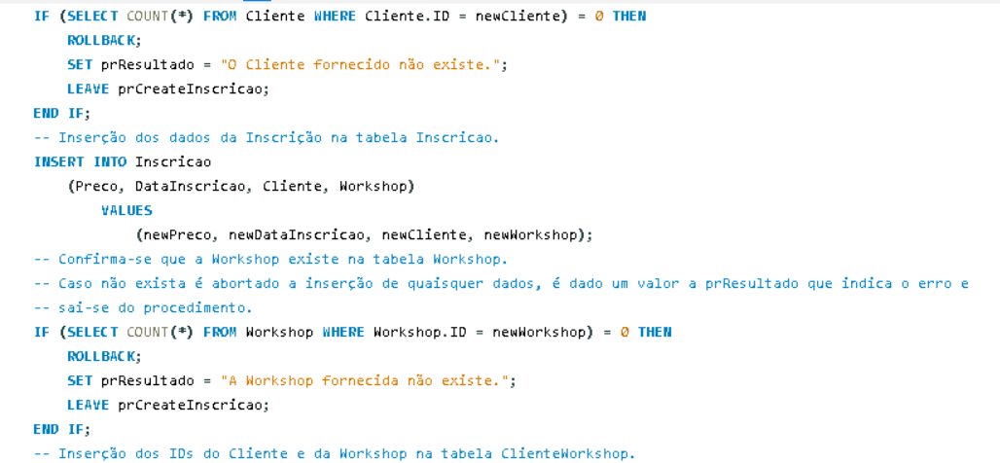 IF (SELECT COUNT(*) FROM Cliente WHERE Cliente.ID = newCliente) = 0 THEN
ROLLBACK;
SET prResultado = "O Cliente fornecido não existe.";
LEAVE prCreateInscricao;
END IF;
-- Inserção dos dados da Inscrição na tabela Inscricao.
INSERT INTO Inscricao
(Preco, DataInscricao, Cliente, Workshop)
VALUES
(newPreco, newDataInscricao, newCliente, newWorkshop);
-- Confirma-se que a Workshop existe na tabela Workshop.
-- Caso não exista é abortado a inserção de quaisquer dados, é dado um valor a prResultado que indica o erro e
-- sai-se do procedimento.
IF (SELECT COUNT(*) FROM Workshop WHERE Workshop.ID = newWorkshop) = 0 THEN
ROLLBACK;
SET prResultado = "A Workshop fornecida não existe.";
LEAVE prCreateInscricao;
END IF;
-- Inserção dos IDs do Cliente e da Workshop na tabela ClienteWorkshop.